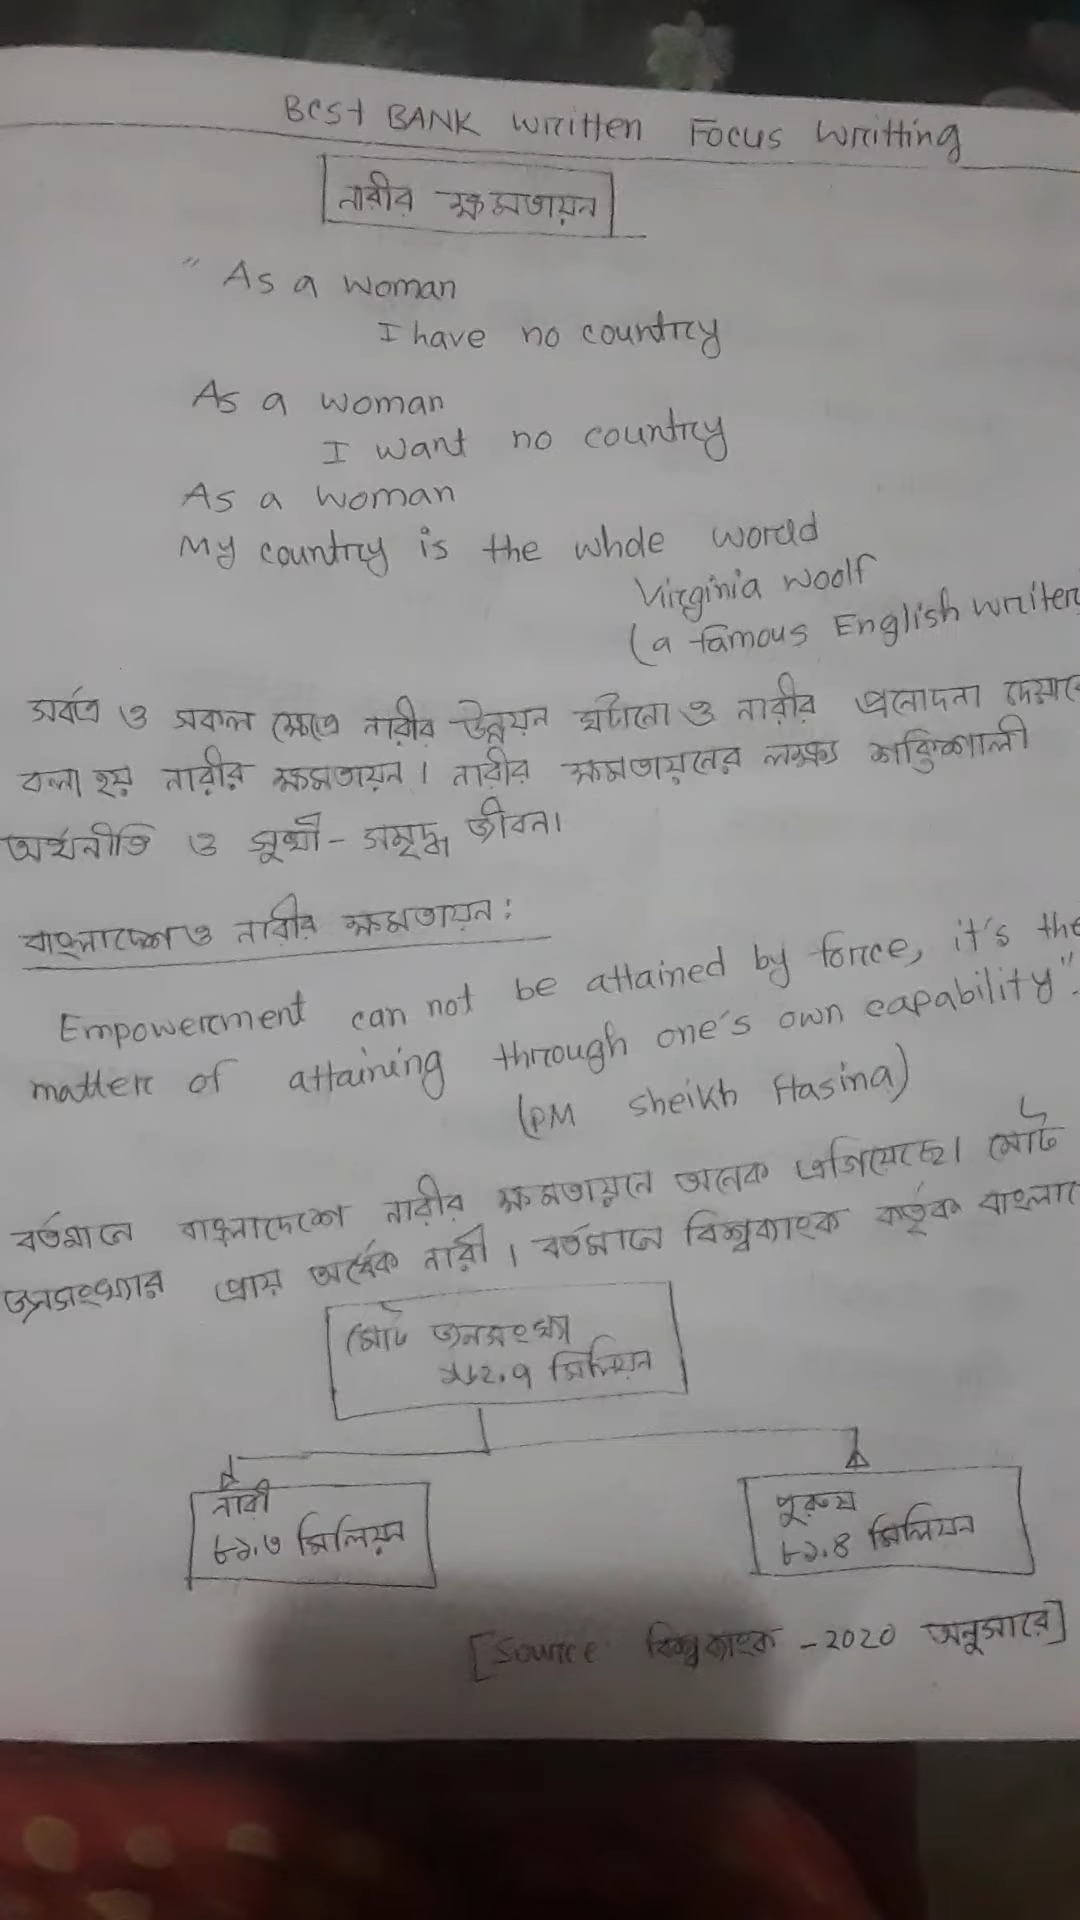 Best BANK Written Focus Writting
নারীর ক্ষমতায়ন
" As a woman
I have no country
As a woman
I want no country
As a woman
My country is the whole world
Virginia Woolf
(a famous English writer
সর্বত্র ও সকল ক্ষেত্রে নারীর উন্নয়ন ঘটানো ও নারীর প্রনোদনা দেয়াকে
বলা হয় নারীর ক্ষমতায়ন। নারীর ক্ষমতায়নের লক্ষ্য শক্তিশালী
অর্থনীতি ও সুখী - সমৃদ্ধ জীবন।
বাংলাদেশ ও নারীর ক্ষমতায়ন:
Empowerment can not be attained by force, it's the
matter of attaining through one's own capability".
(PM Sheikh Hasina)
বর্তমানে বাংলাদেশে নারীর ক্ষমতায়নে অনেক এগিয়েছে। মোট
জনসংখ্যার প্রায় অর্ধেক নারী। বর্তমানে বিশ্বব্যাংক কর্তৃক বাংলাদে
মোট জনসংখ্যা
১৬২.৭ মিলিয়ন
নারী
৮১.৩ মিলিয়ন
পুরুষ
৮১.৪ মিলিয়ন
[Source বিশ্বব্যাংক - 2020 অনুসারে]